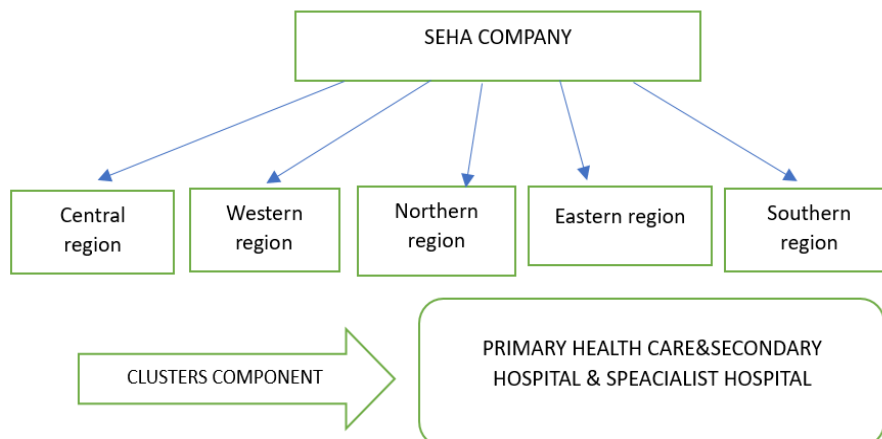 SEHA COMPANY
Central
region
Western
region
Northern
region
Eastern region
Southern
region
CLUSTERS COMPONENT
PRIMARY HEALTH CARE&SECONDARY
HOSPITAL & SPEACIALIST HOSPITAL